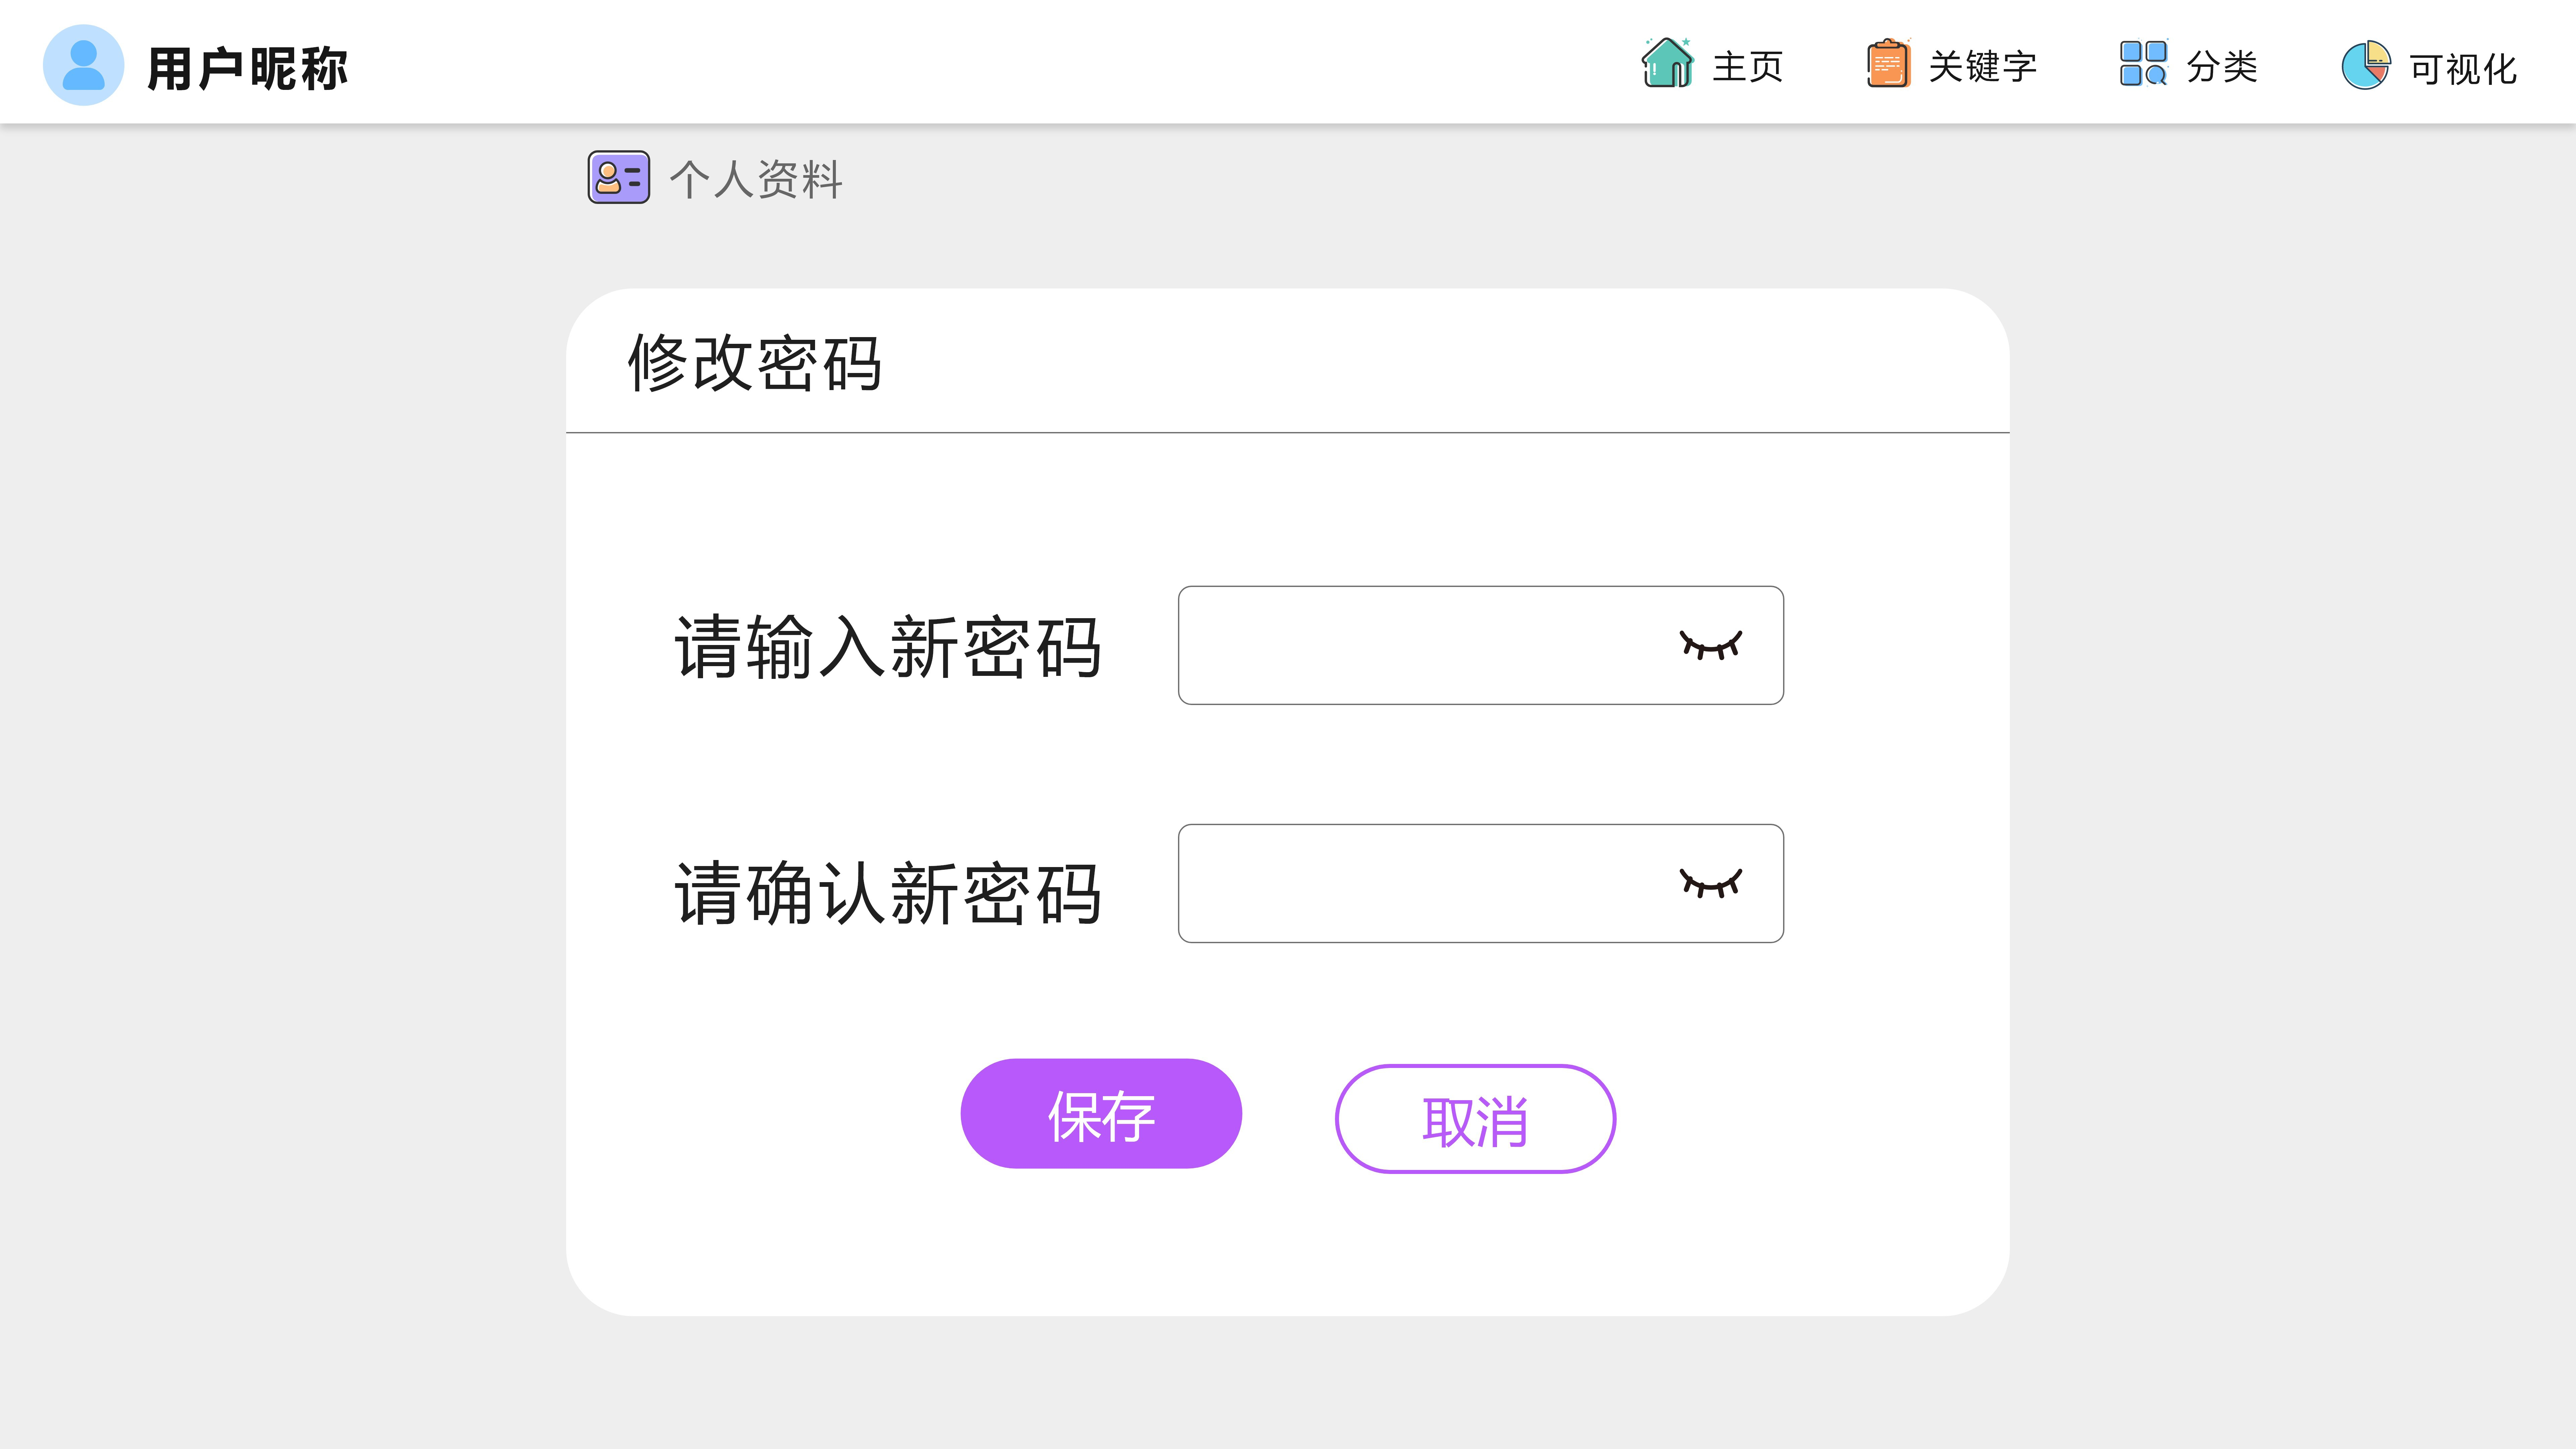 用户昵称
主页
关键字
分类
可视化
个人资料
修改密码
请输入新密码
请确认新密码
保存
取消